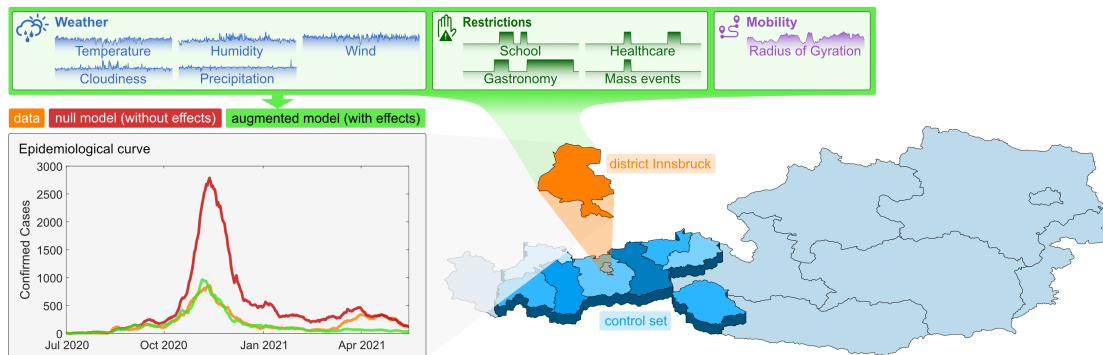 Weather
Temperature
Humidity
Wind
Cloudiness
Precipitation
Restrictions
School
Healthcare
Gastronomy
Mass events
Mobility
Radius of Gyration
data
null model (without effects)
augmented model (with effects)
Epidemiological curve
Confirmed Cases
3000
2500
2000
1500
1000
500
0
Jul 2020
Oct 2020
Jan 2021
Apr 2021
district Innsbruck
control set